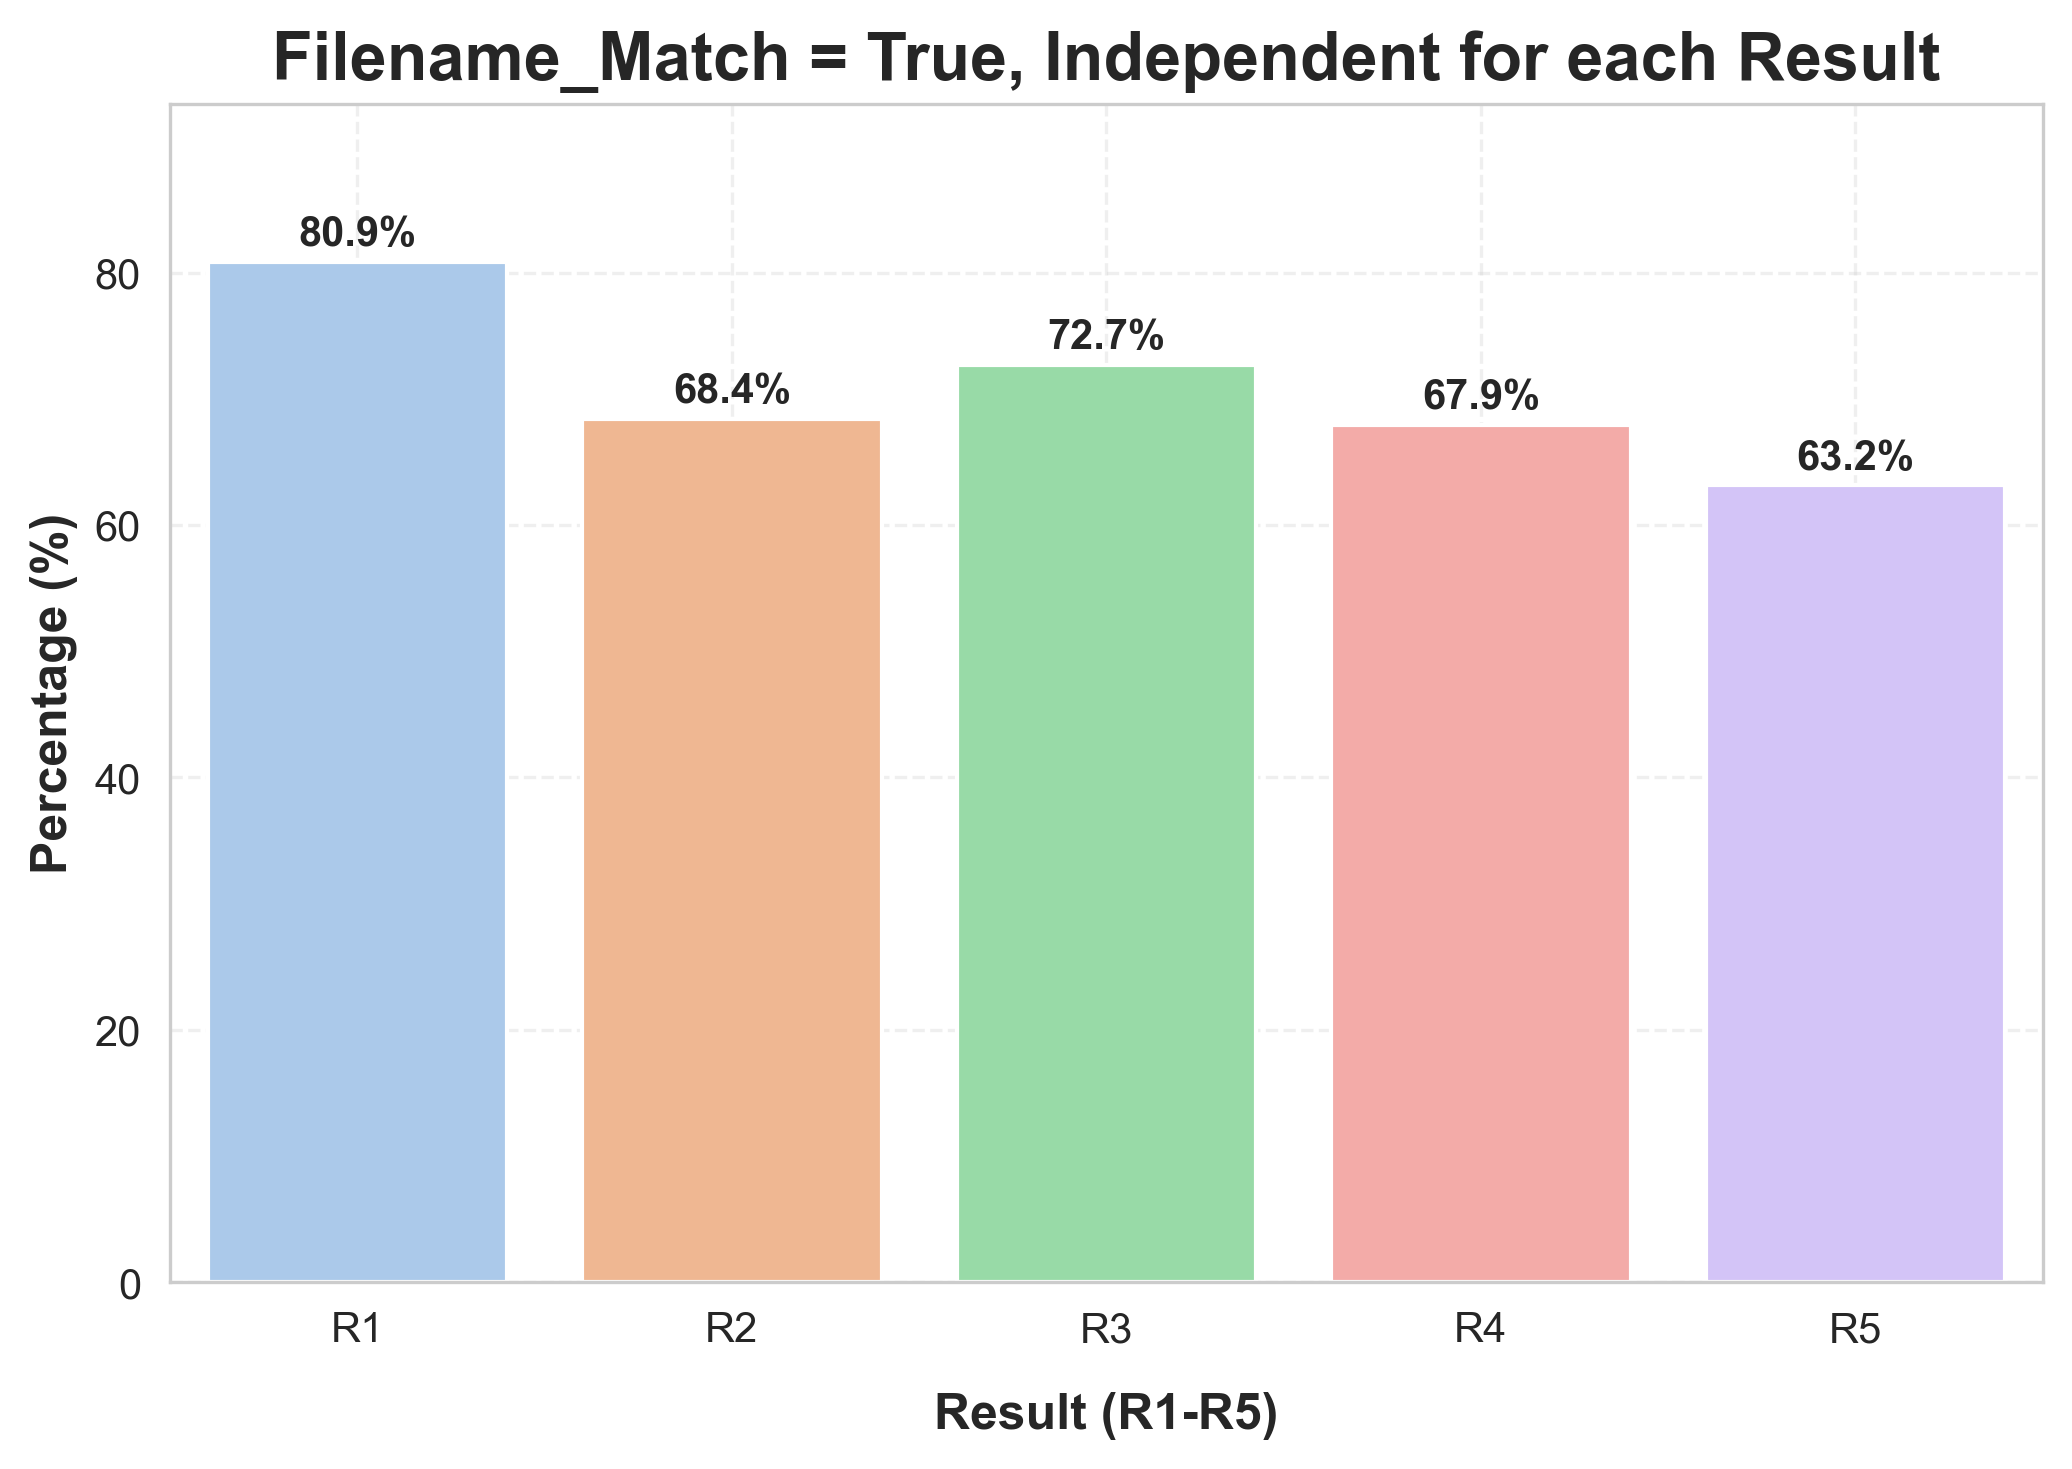 Filename_Match = True, Independent for each Result
80.9%
68.4%
72.7%
67.9%
63.2%
Percentage (%)
80
60
40
20
0
R1
R2
R3
R4
R5
Result (R1-R5)